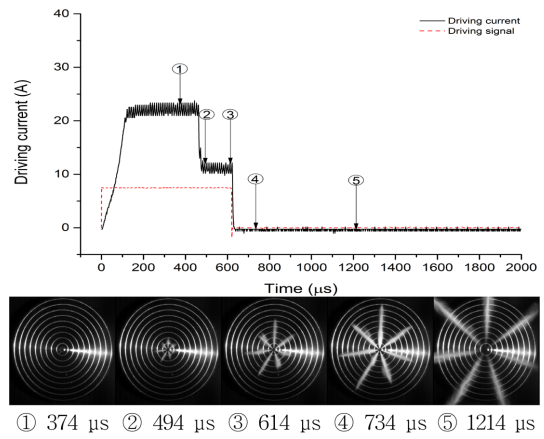 40
30
20
10
0
Driving current (A)
Driving current
Driving signal
①
② ③
④ ⑤
0 200 400 600 800 1000 1200 1400 1600 1800 2000
Time (μs)
① 374 μs ② 494 μs ③ 614 μs ④ 734 μs ⑤ 1214 μs